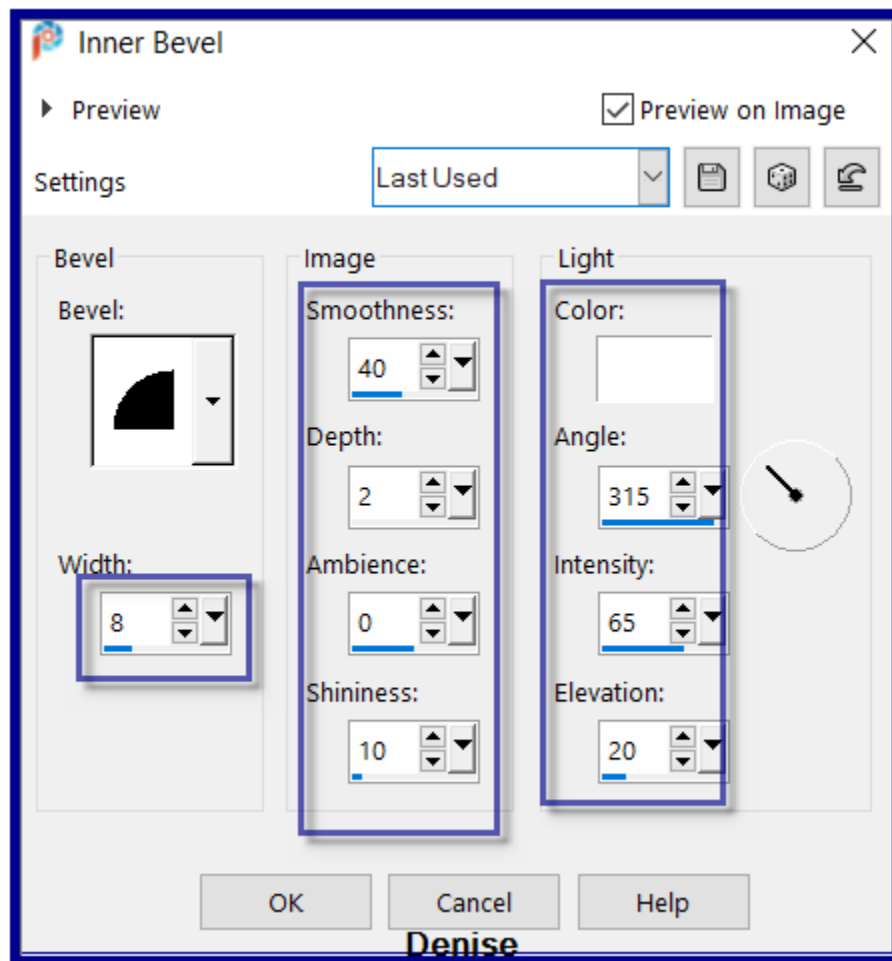 Inner Bevel
Preview
Preview on Image
Settings
Last Used
Bevel
Bevel:
Width:
8
Image
Smoothness:
40
Depth:
2
Ambience:
0
Shininess:
10
Light
Color:
Angle:
315
Intensity:
65
Elevation:
20
OK
Cancel
Help
Denise